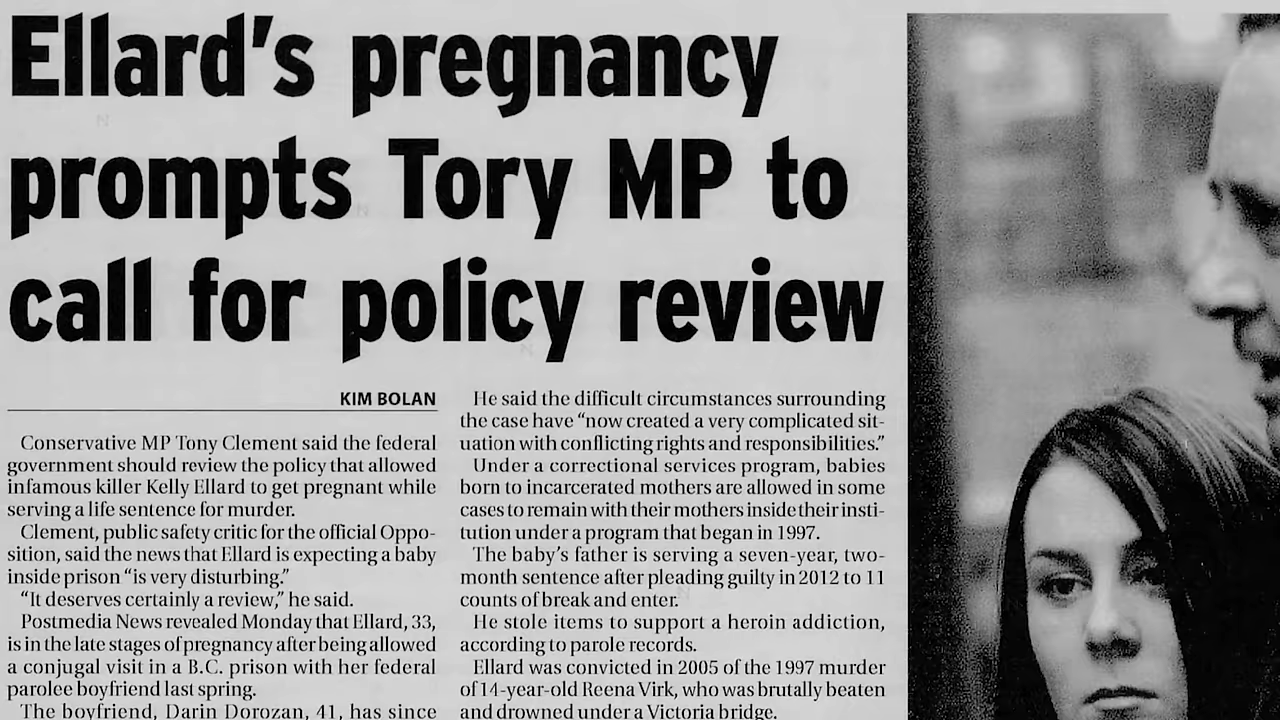 Ellard's pregnancy
prompts Tory MP to
call for policy review
KIM BOLAN
Conservative MP Tony Clement said the federal
government should review the policy that allowed
infamous killer Kelly Ellard to get pregnant while
serving a life sentence for murder.
Clement, public safety critic for the official Oppo-
sition, said the news that Ellard is expecting a baby
inside prison "is very disturbing."
"It deserves certainly a review," he said.
Postmedia News revealed Monday that Ellard, 33,
is in the late stages of pregnancy after being allowed
a conjugal visit in a B.C. prison with her federal
parolee boyfriend last spring.
The boyfriend, Darin Dorozan, 41, has since
He said the difficult circumstances surrounding
the case have "now created a very complicated sit-
uation with conflicting rights and responsibilities."
Under a correctional services program, babies
born to incarcerated mothers are allowed in some
cases to remain with their mothers inside their insti-
tution under a program that began in 1997.
The baby's father is serving a seven-year, two-
month sentence after pleading guilty in 2012 to 11
counts of break and enter.
He stole items to support a heroin addiction,
according to parole records.
Ellard was convicted in 2005 of the 1997 murder
of 14-year-old Reena Virk, who was brutally beaten
and drowned under a Victoria bridge.